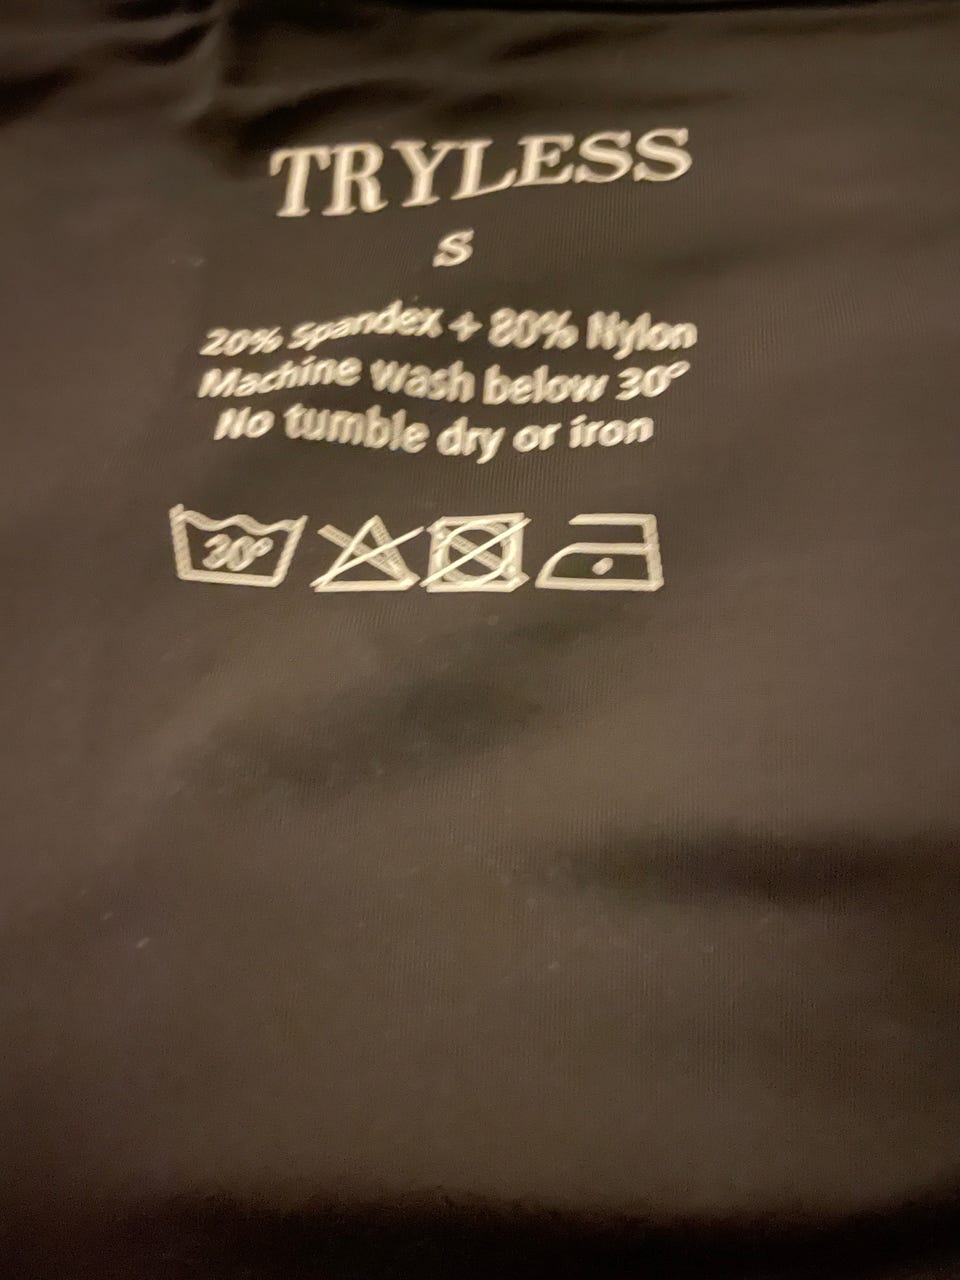 TRYLESS
S
20% Spandex + 80% Nylon
Machine Wash below 30°
No tumble dry or iron
30°